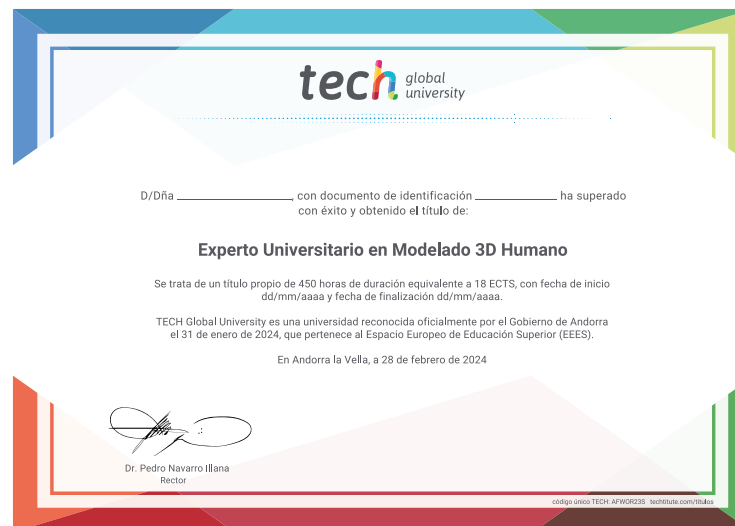 tech global
university
D/Dña ____________, con documento de identificación ____________ ha superado
con éxito y obtenido el título de:
Experto Universitario en Modelado 3D Humano
Se trata de un título propio de 450 horas de duración equivalente a 18 ECTS, con fecha de inicio
dd/mm/aaaa y fecha de finalización dd/mm/aaaa.
TECH Global University es una universidad reconocida oficialmente por el Gobierno de Andorra
el 31 de enero de 2024, que pertenece al Espacio Europeo de Educación Superior (EEES).
En Andorra la Vella, a 28 de febrero de 2024
Dr. Pedro Navarro Illana
Rector
código único TECH: AFWOR23S techtitute.com/titulos